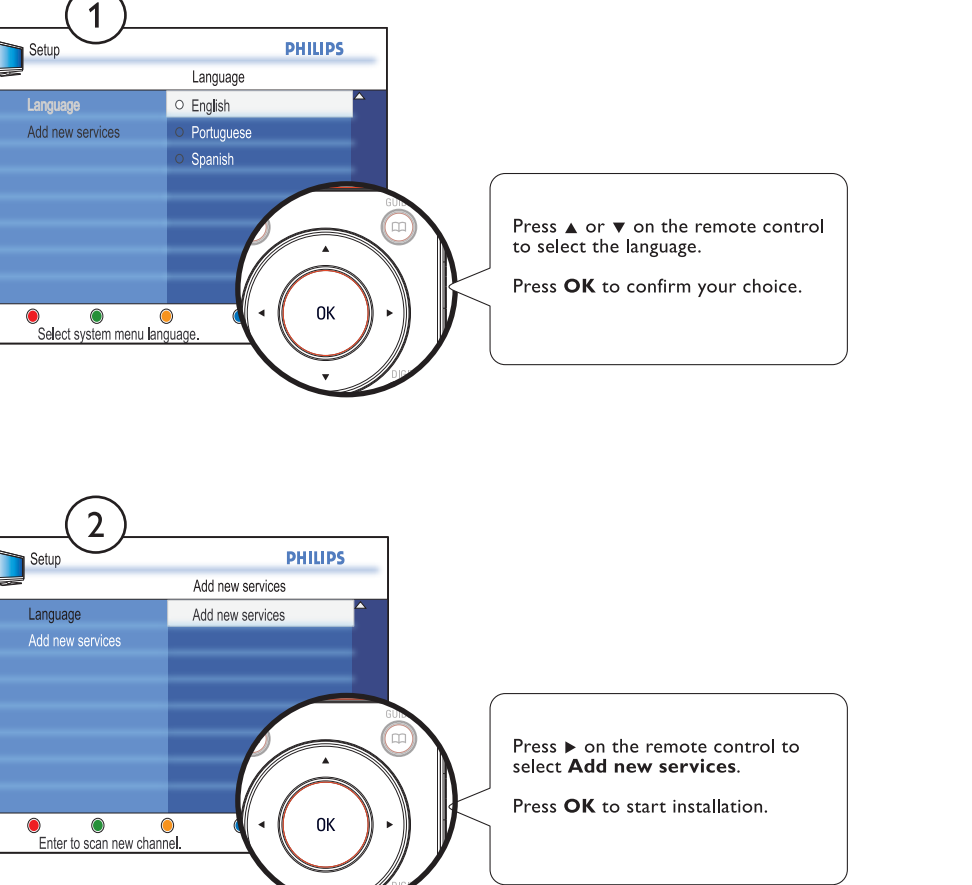 1
Setup
PHILIPS
Language
Language
English
Add new services
Portuguese
Spanish
GUI
OK
DIG
Select system menu language.
Press ▲ or ▼ on the remote control
to select the language.
Press OK to confirm your choice.
2
Setup
PHILIPS
Add new services
Language
Add new services
Add new services
GUI
OK
Enter to scan new channel.
Press ► on the remote control to
select Add new services.
Press OK to start installation.